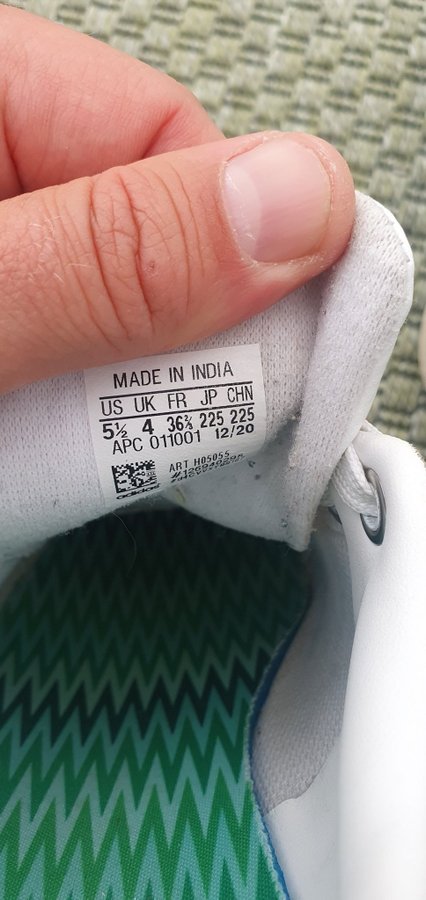 MADE IN INDIA
US UK FR JP CHN
5½ 4 36⅔ 225 225
APC 011001 12/20
ART H05055
adidas